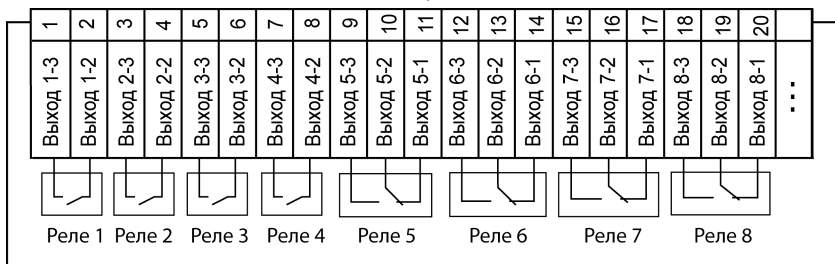 1 2 3 4 5 6 7 8 9 10 11 12 13 14 15 16 17 18 19 20
Выход 1-3
Выход 1-2
Выход 2-3
Выход 2-2
Выход 3-3
Выход 3-2
Выход 4-3
Выход 4-2
Выход 5-3
Выход 5-2
Выход 5-1
Выход 6-3
Выход 6-2
Выход 6-1
Выход 7-3
Выход 7-2
Выход 7-1
Выход 8-3
Выход 8-2
Выход 8-1
...
Реле 1 Реле 2 Реле 3 Реле 4 Реле 5 Реле 6 Реле 7 Реле 8